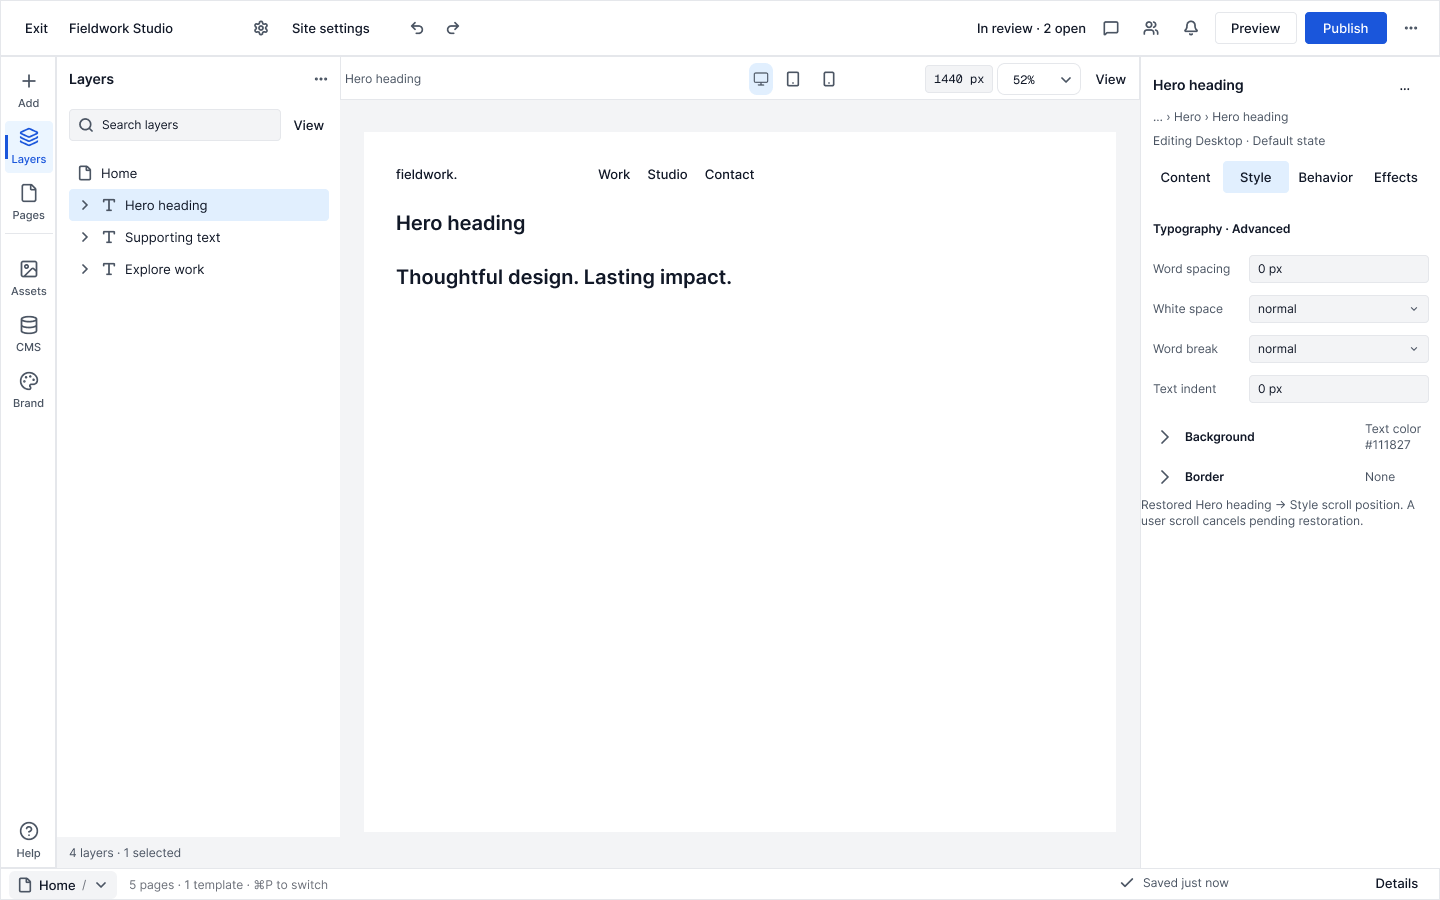 Exit
Fieldwork Studio
Site settings
In review · 2 open
Preview
Publish
Add
Layers
Pages
Assets
CMS
Brand
Help
Layers
Search layers
View
Home
Hero heading
Supporting text
Explore work
4 layers · 1 selected
Hero heading
1440 px
52%
View
fieldwork.
Work
Studio
Contact
Hero heading
Thoughtful design. Lasting impact.
Hero heading
... › Hero › Hero heading
Editing Desktop · Default state
Content
Style
Behavior
Effects
Typography · Advanced
Word spacing
0 px
White space
normal
Word break
normal
Text indent
0 px
Background
Text color
#111827
Border
None
Restored Hero heading → Style scroll position. A
user scroll cancels pending restoration.
Home /
5 pages · 1 template · ⌘P to switch
Saved just now
Details